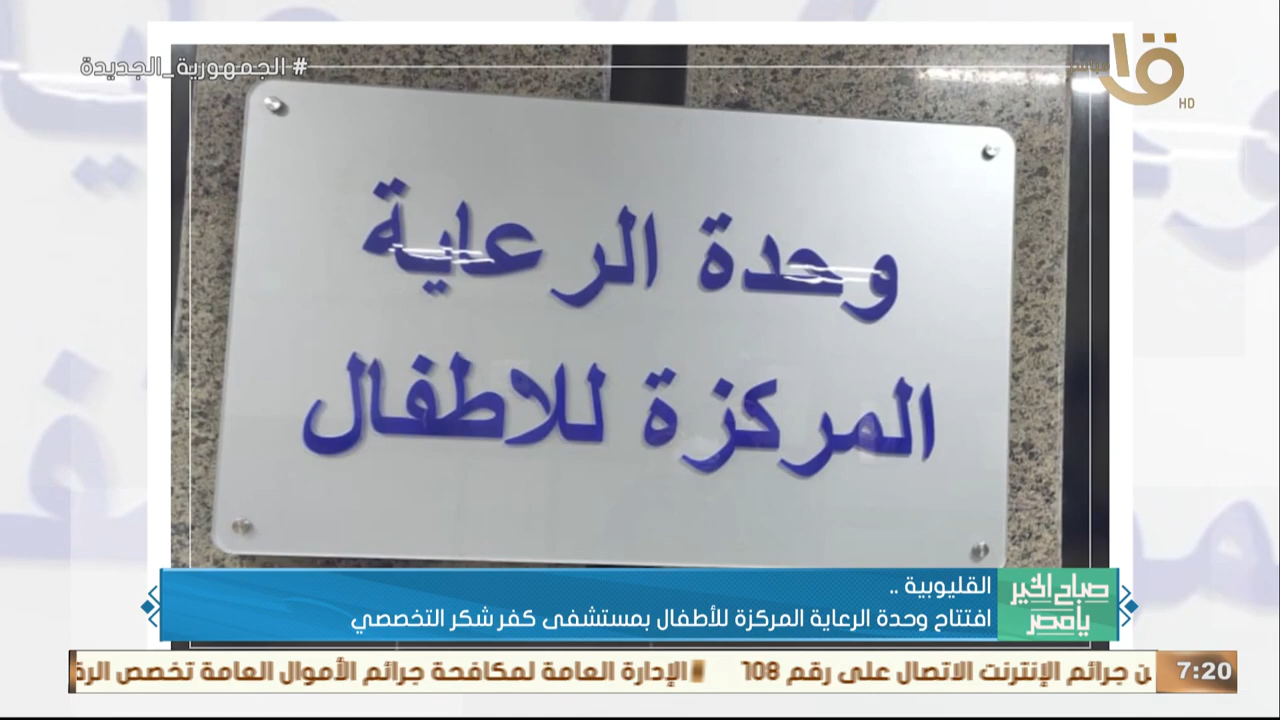 #الجمهورية_الجديدة
HD
وحدة الرعاية
المركزة للاطفال
صباح الخير
يا مصر
القليوبية ..
افتتاح وحدة الرعاية المركزة للأطفال بمستشفى كفر شكر التخصصي
7:20
جرائم الإنترنت الاتصال على رقم 108
الإدارة العامة لمكافحة جرائم الأموال العامة تخصص